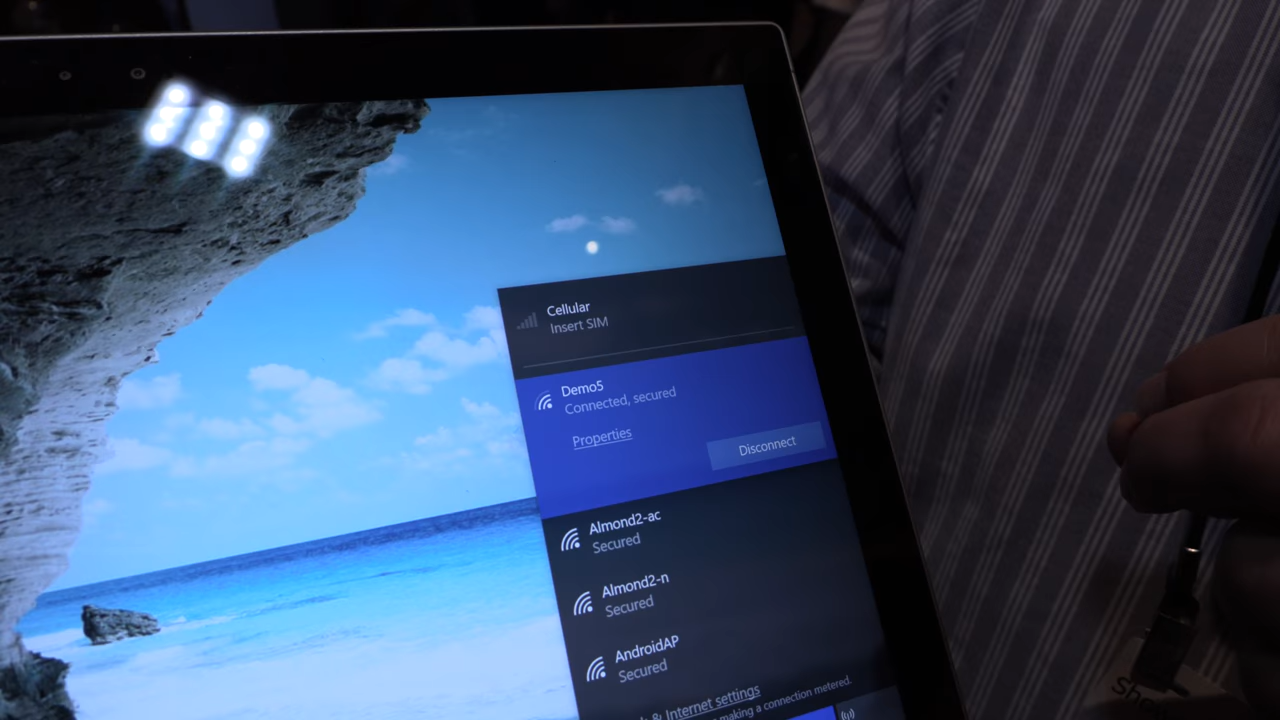 Cellular
Insert SIM
Demo5
Connected, secured
Properties
Disconnect
Almond2-ac
Secured
Almond2-n
Secured
AndroidAP
Secured
& Internet settings
making a connection metered.